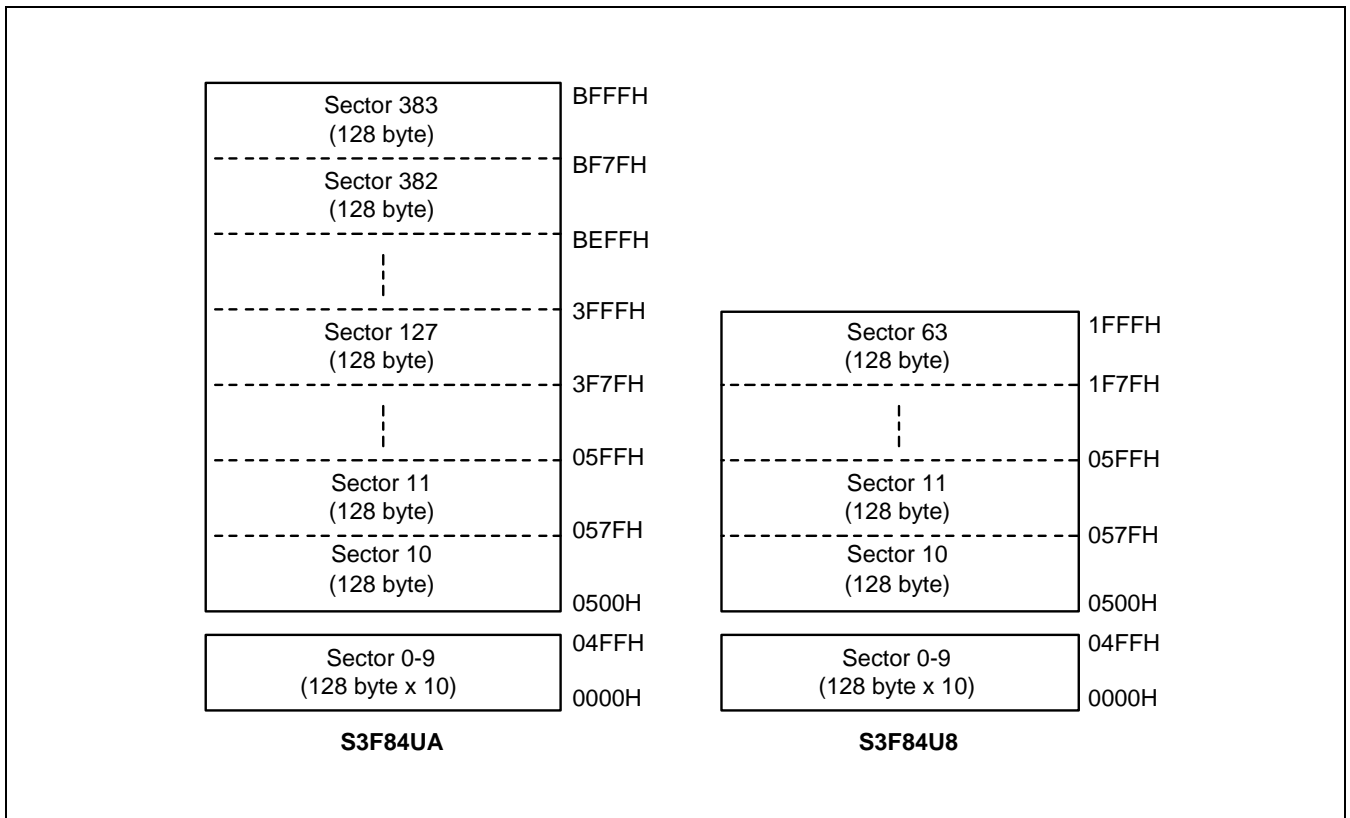 Sector 383
(128 byte)
BFFFH
BF7FH
Sector 382
(128 byte)
BEFFH
3FFFH
Sector 127
(128 byte)
3F7FH
05FFH
Sector 11
(128 byte)
057FH
Sector 10
(128 byte)
0500H
04FFH
Sector 0-9
(128 byte x 10)
0000H
S3F84UA
1FFFH
Sector 63
(128 byte)
1F7FH
05FFH
Sector 11
(128 byte)
057FH
Sector 10
(128 byte)
0500H
04FFH
Sector 0-9
(128 byte x 10)
0000H
S3F84U8